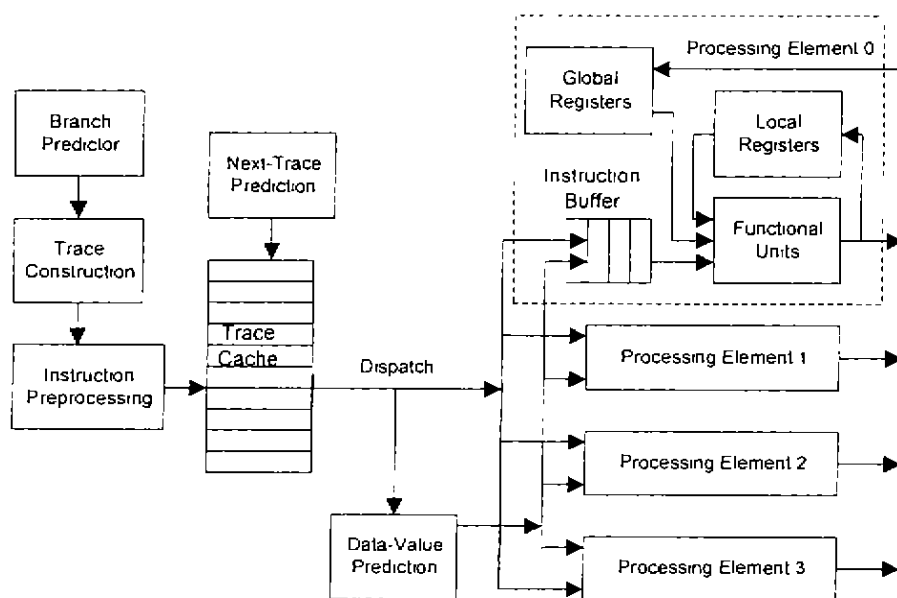 Branch
Predictor
Trace
Construction
Instruction
Preprocessing
Next-Trace
Prediction
Trace
Cache
Dispatch
Data-Value
Prediction
Processing Element 0
Global
Registers
Local
Registers
Instruction
Buffer
Functional
Units
Processing Element 1
Processing Element 2
Processing Element 3